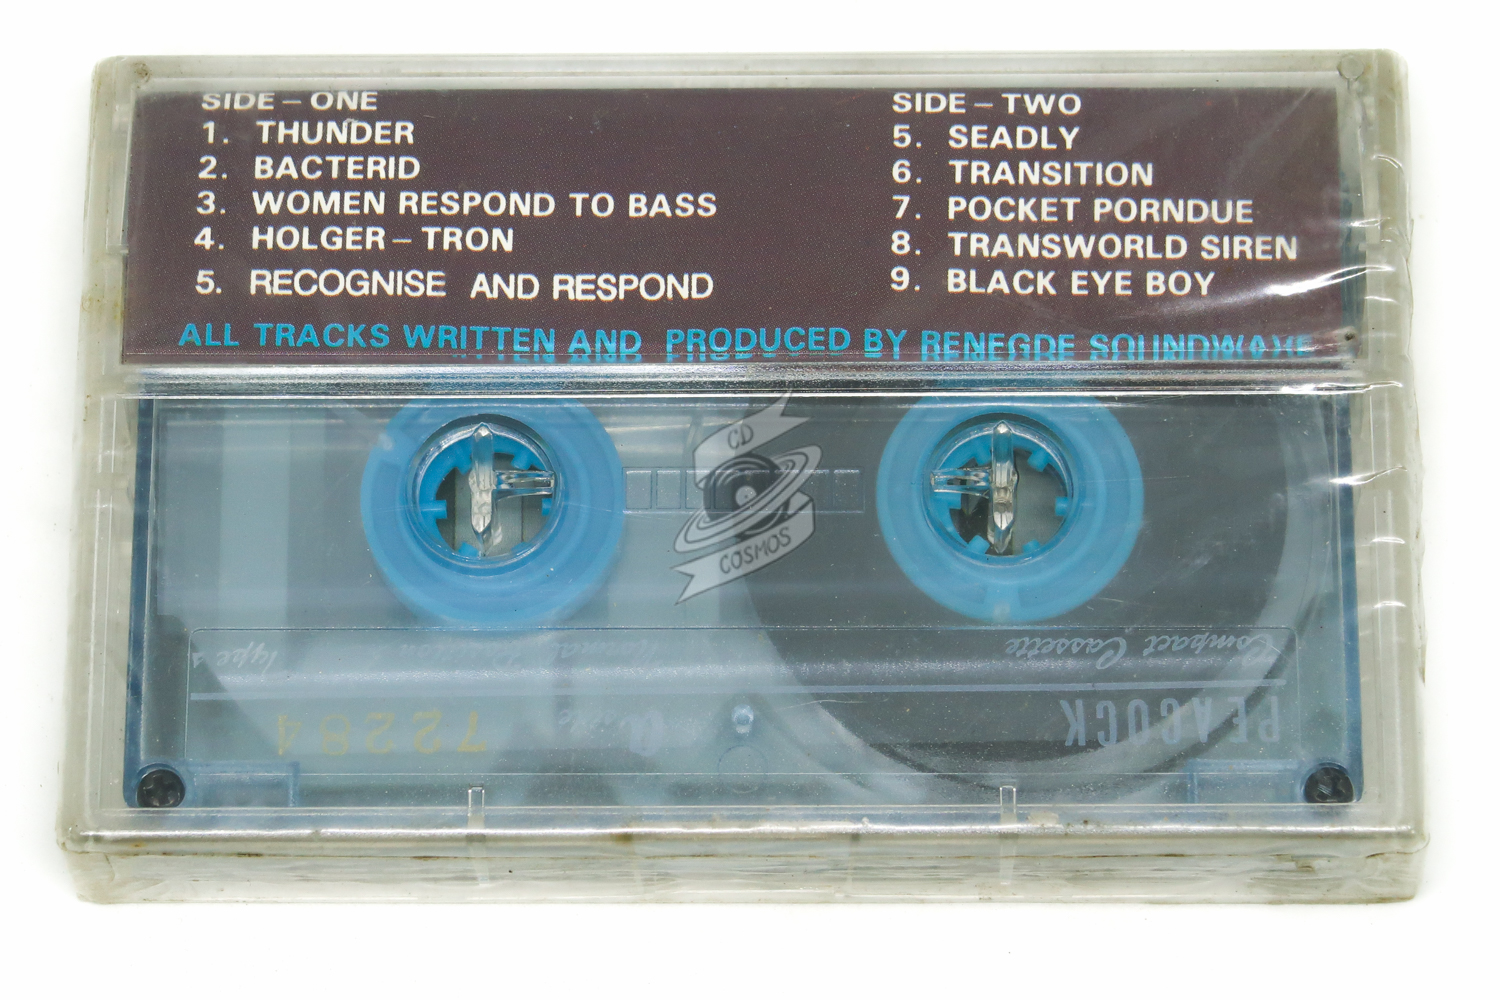 SIDE – ONE
1. THUNDER
2. BACTERID
3. WOMEN RESPOND TO BASS
4. HOLGER – TRON
5. RECOGNISE AND RESPOND
SIDE – TWO
5. SEADLY
6. TRANSITION
7. POCKET PORNDUE
8. TRANSWORLD SIREN
9. BLACK EYE BOY
ALL TRACKS WRITTEN AND PRODUCED BY RENEGDE SOUNDWAVE
CD
COSMOS
Compact Cassette
PEACOCK
72284